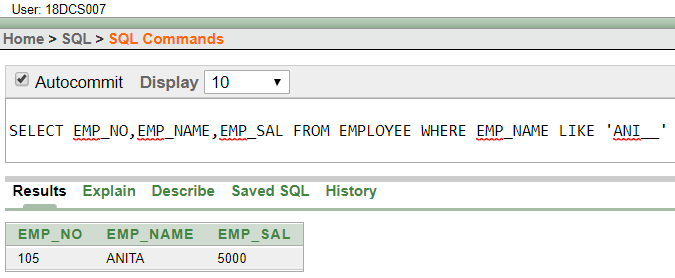 User: 18DCS007
Home > SQL > SQL Commands
Autocommit Display 10
SELECT EMP_NO,EMP_NAME,EMP_SAL FROM EMPLOYEE WHERE EMP_NAME LIKE 'ANI__'
Results Explain Describe Saved SQL History
EMP_NO EMP_NAME EMP_SAL
105 ANITA 5000